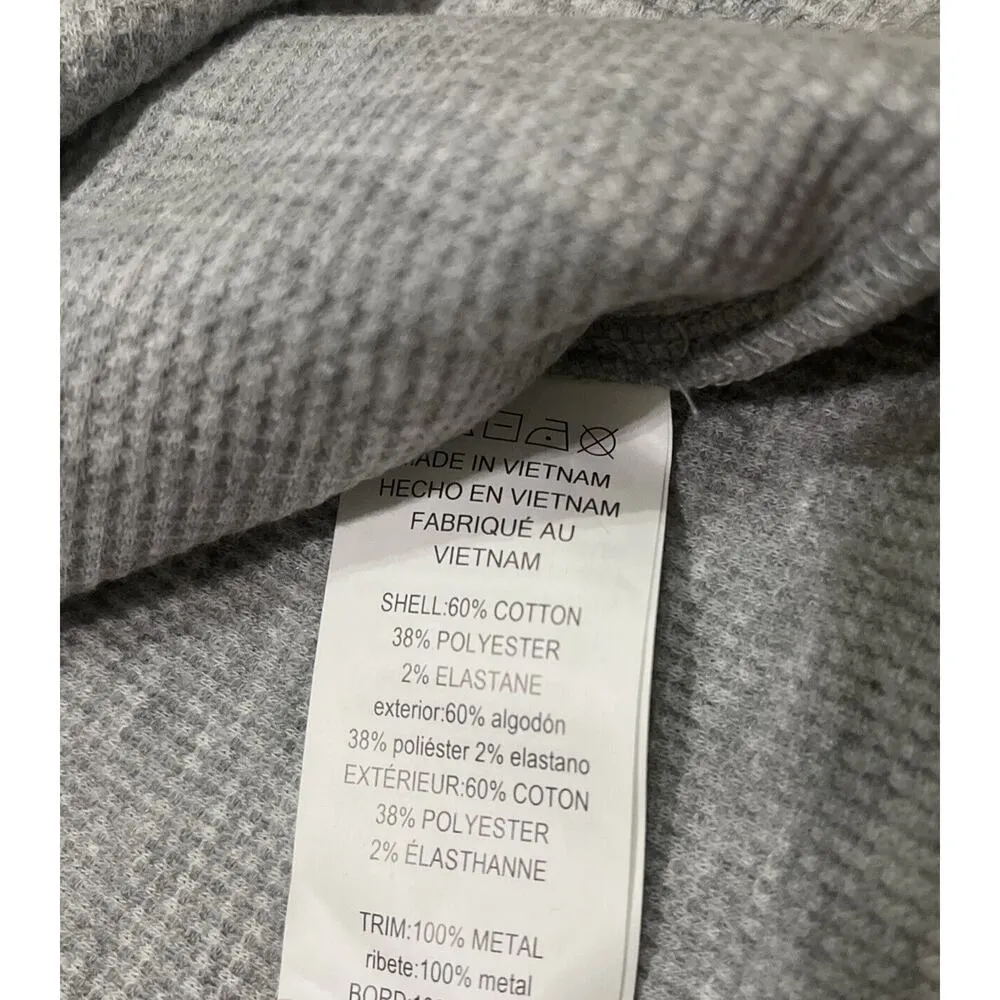 MADE IN VIETNAM
HECHO EN VIETNAM
FABRIQUÉ AU
VIETNAM
SHELL:60% COTTON
38% POLYESTER
2% ELASTANE
exterior:60% algodón
38% poliéster 2% elastano
EXTÉRIEUR:60% COTON
38% POLYESTER
2% ÉLASTHANNE
TRIM:100% METAL
ribete:100% metal